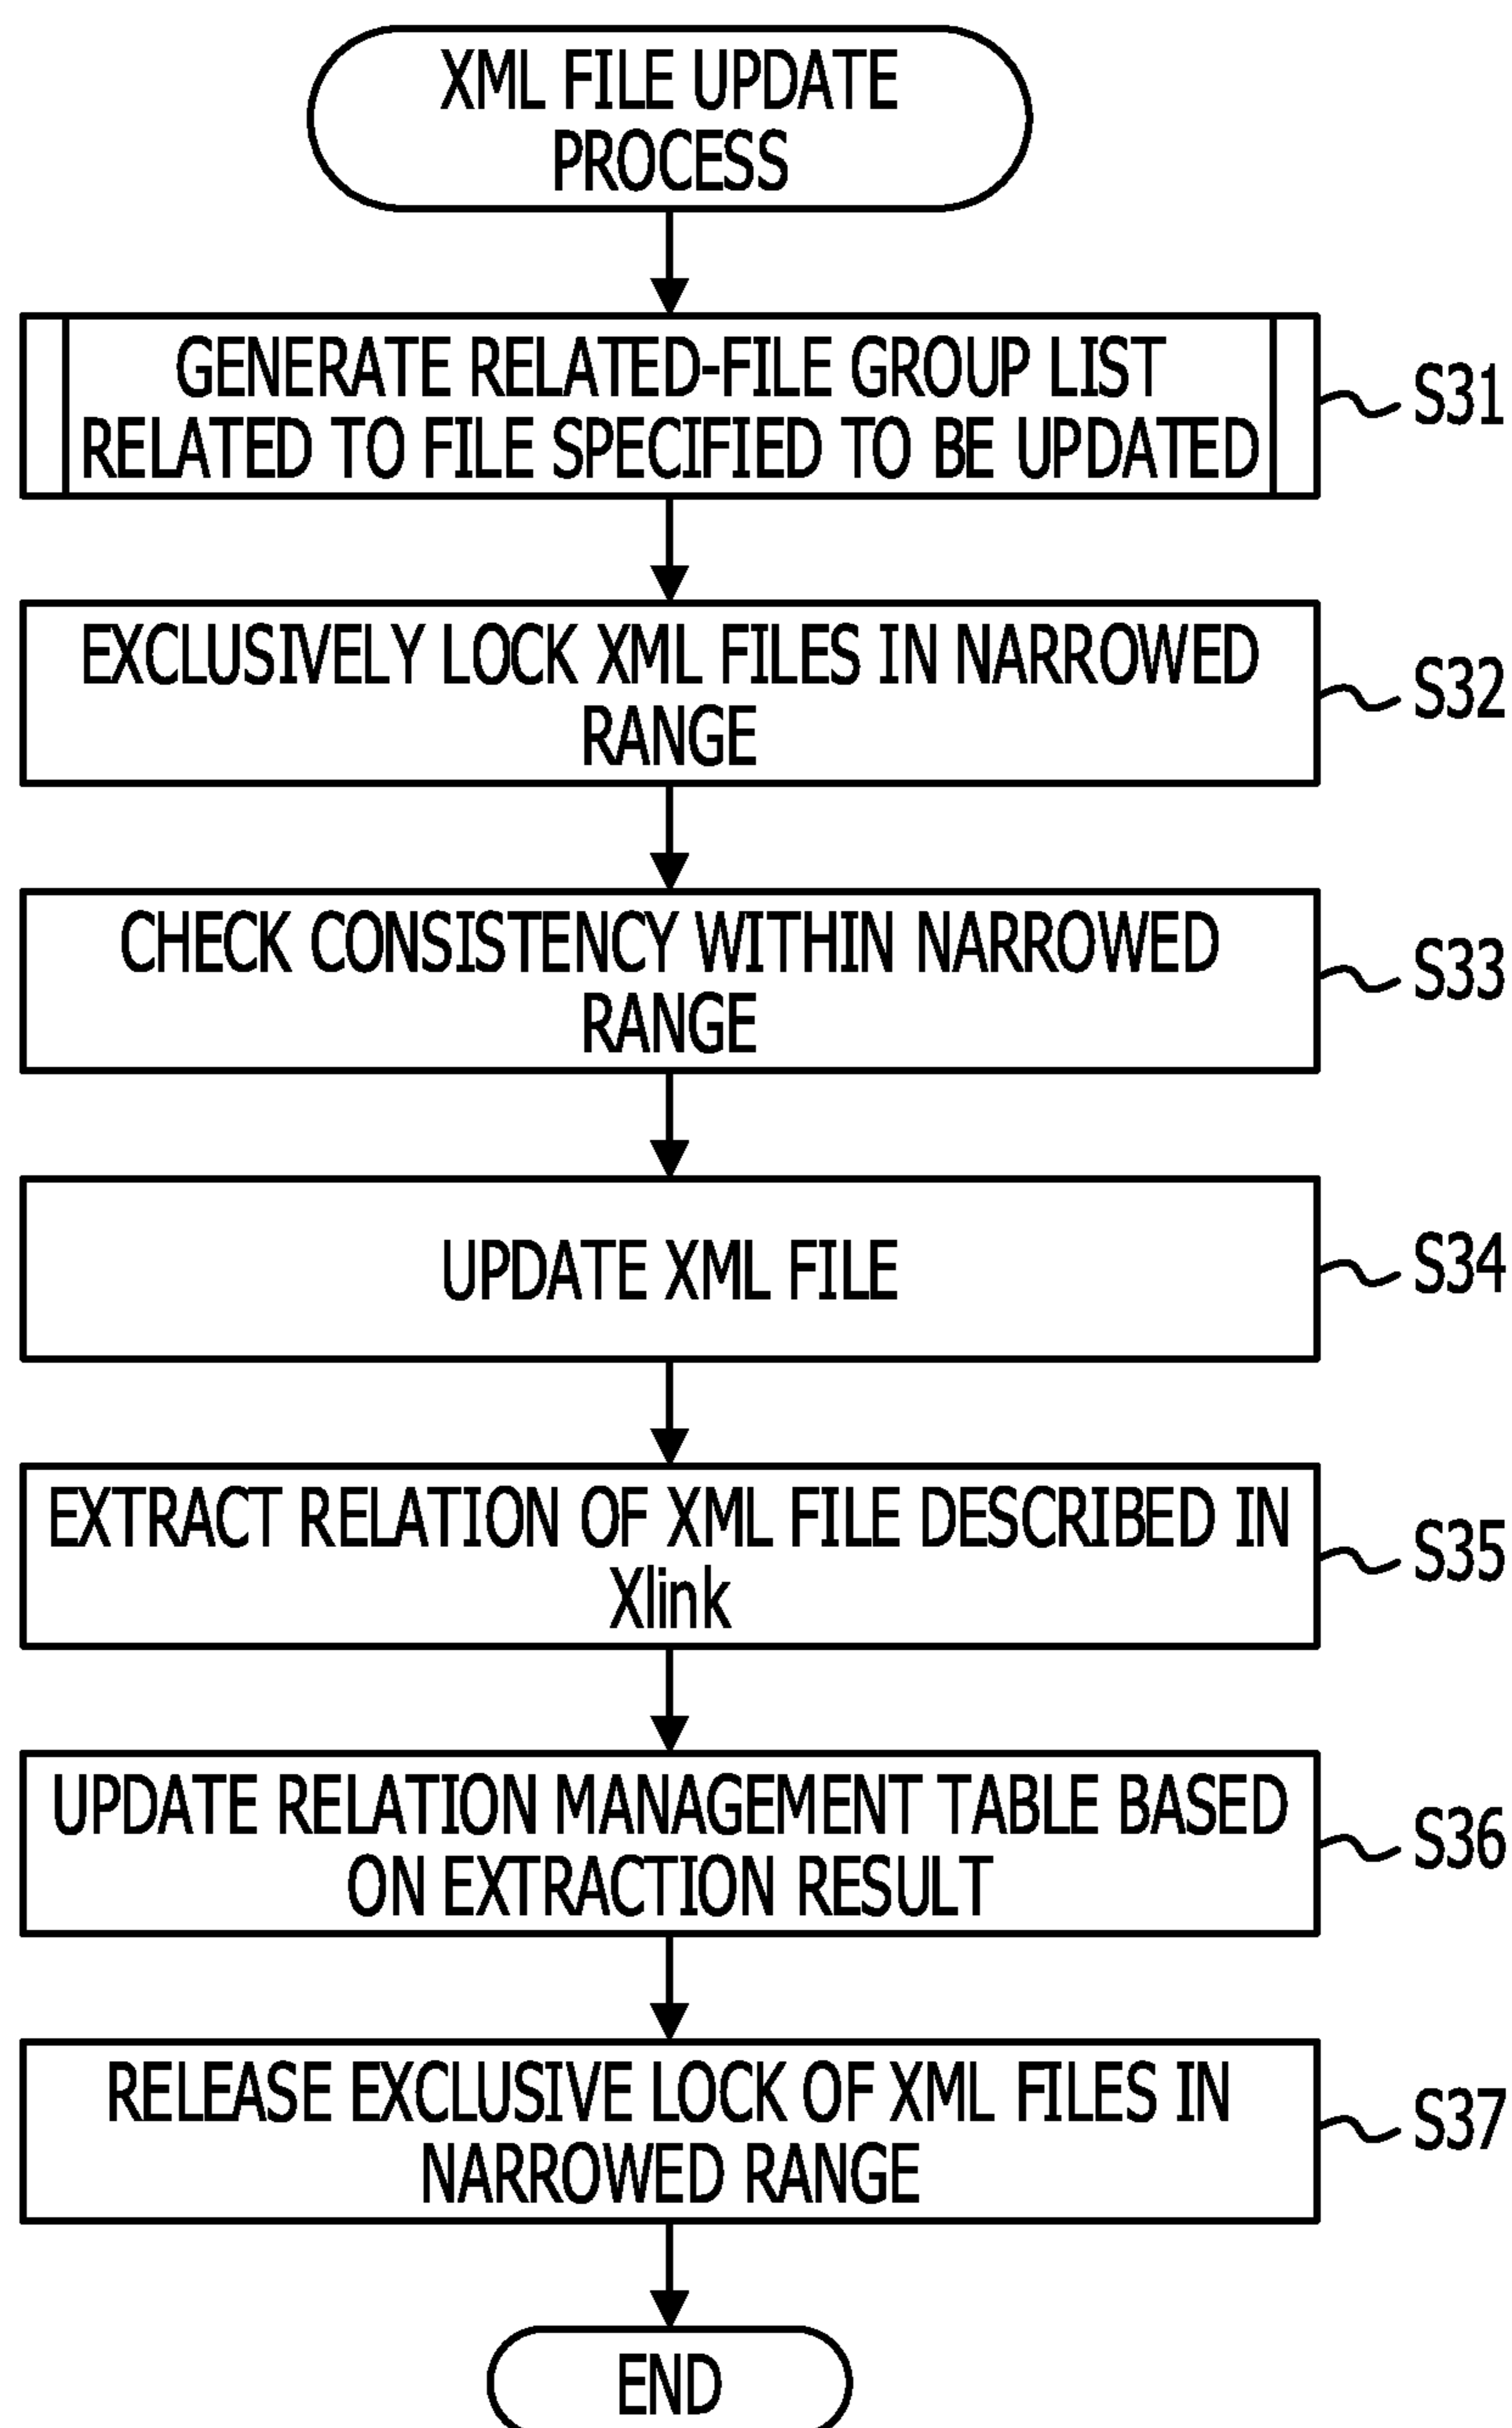 XML FILE UPDATE
PROCESS
GENERATE RELATED-FILE GROUP LIST
RELATED TO FILE SPECIFIED TO BE UPDATED
S31
EXCLUSIVELY LOCK XML FILES IN NARROWED
RANGE
S32
CHECK CONSISTENCY WITHIN NARROWED
RANGE
S33
UPDATE XML FILE
S34
EXTRACT RELATION OF XML FILE DESCRIBED IN
Xlink
S35
UPDATE RELATION MANAGEMENT TABLE BASED
ON EXTRACTION RESULT
S36
RELEASE EXCLUSIVE LOCK OF XML FILES IN
NARROWED RANGE
S37
END